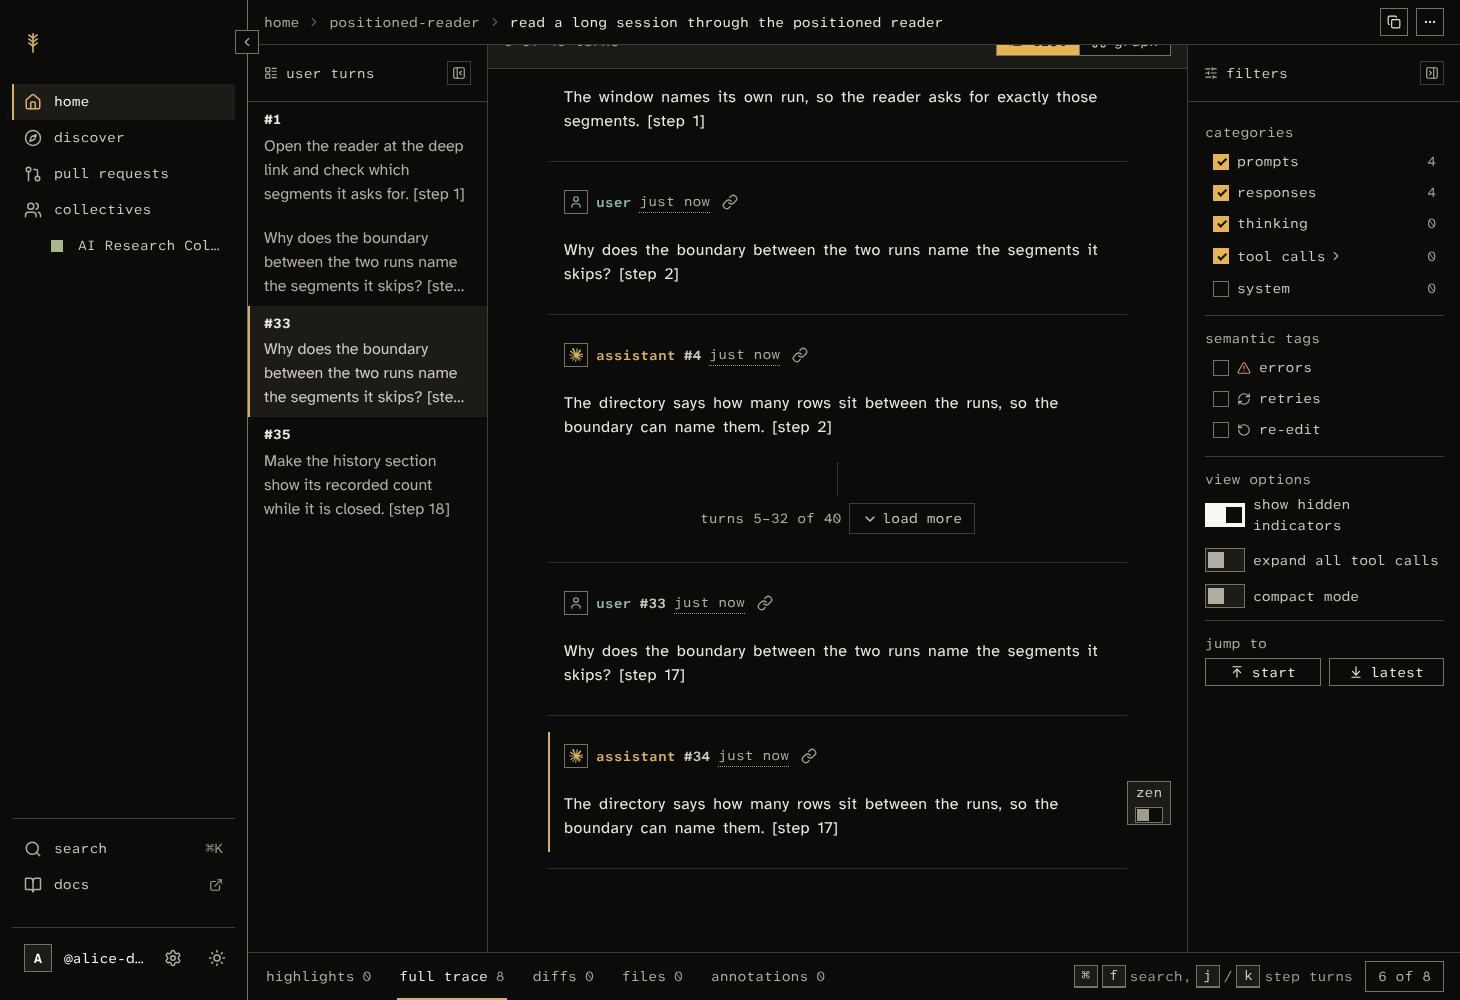 home
discover
pull requests
collectives
AI Research Col…
search ⌘K
docs
A @alice-d…
home > positioned-reader > read a long session through the positioned reader
user turns
#1
Open the reader at the deep
link and check which
segments it asks for. [step 1]
Why does the boundary
between the two runs name
the segments it skips? [ste…
#33
Why does the boundary
between the two runs name
the segments it skips? [ste…
#35
Make the history section
show its recorded count
while it is closed. [step 18]
The window names its own run, so the reader asks for exactly those
segments. [step 1]
user just now
Why does the boundary between the two runs name the segments it
skips? [step 2]
assistant #4 just now
The directory says how many rows sit between the runs, so the
boundary can name them. [step 2]
turns 5–32 of 40 load more
user #33 just now
Why does the boundary between the two runs name the segments it
skips? [step 17]
assistant #34 just now
The directory says how many rows sit between the runs, so the
boundary can name them. [step 17]
zen
filters
categories
prompts 4
responses 4
thinking 0
tool calls > 0
system 0
semantic tags
errors
retries
re-edit
view options
show hidden
indicators
expand all tool calls
compact mode
jump to
start
latest
highlights 0 full trace 8 diffs 0 files 0 annotations 0
⌘ f search, j / k step turns 6 of 8